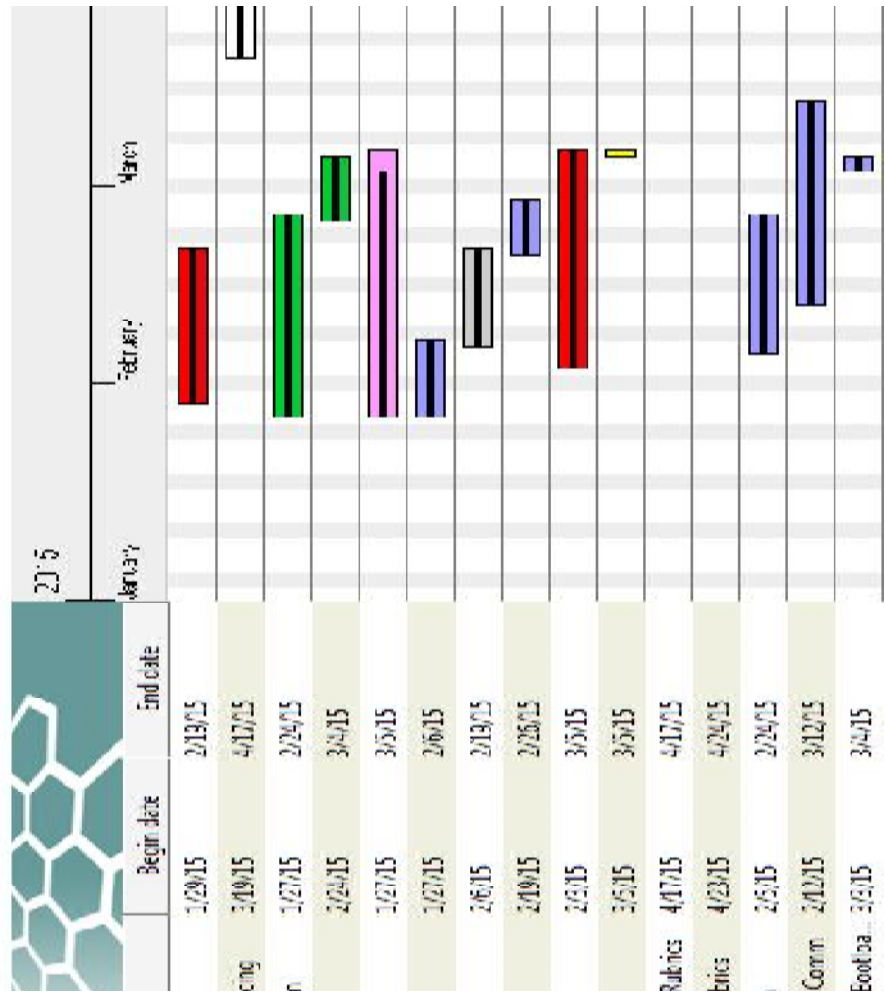 2015
Begin date End date January February March
1/29/15 2/19/15
cing 3/19/15 4/17/15
n 1/27/15 2/24/15
2/24/15 3/4/15
1/27/15 3/5/15
1/27/15 2/6/15
2/6/15 2/19/15
2/19/15 2/26/15
2/3/15 3/5/15
3/5/15 3/5/15
Rubrics 4/17/15 4/17/15
brics 4/23/15 4/24/15
2/5/15 2/24/15
Comm 2/12/15 3/12/15
Bootloa... 3/3/15 3/4/15